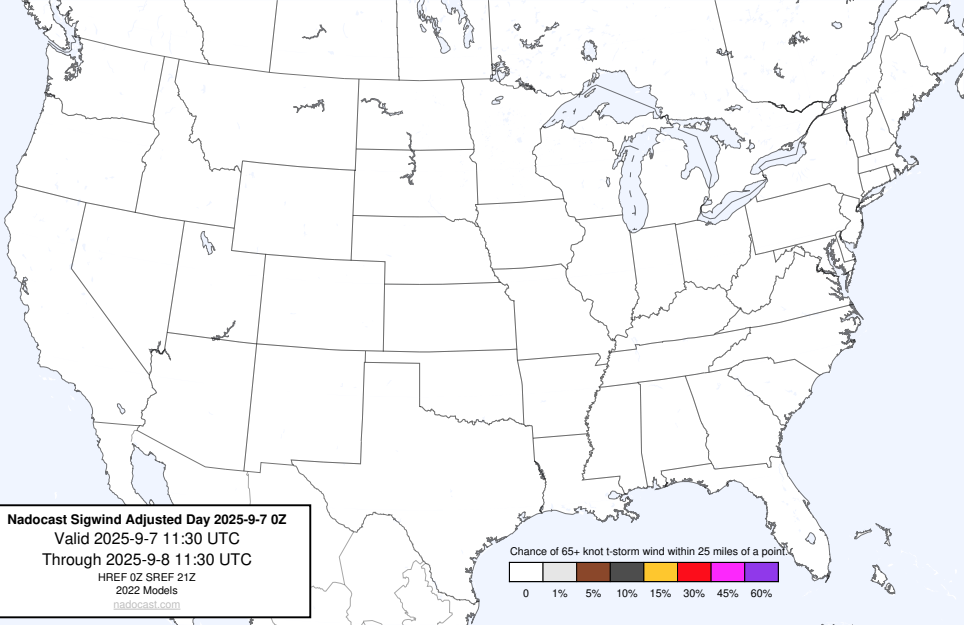 Nadocast Sigwind Adjusted Day 2025-9-7 0Z
Valid 2025-9-7 11:30 UTC
Through 2025-9-8 11:30 UTC
HREF 0Z SREF 21Z
2022 Models
nadocast.com
Chance of 65+ knot t-storm wind within 25 miles of a point.
0 1% 5% 10% 15% 30% 45% 60%